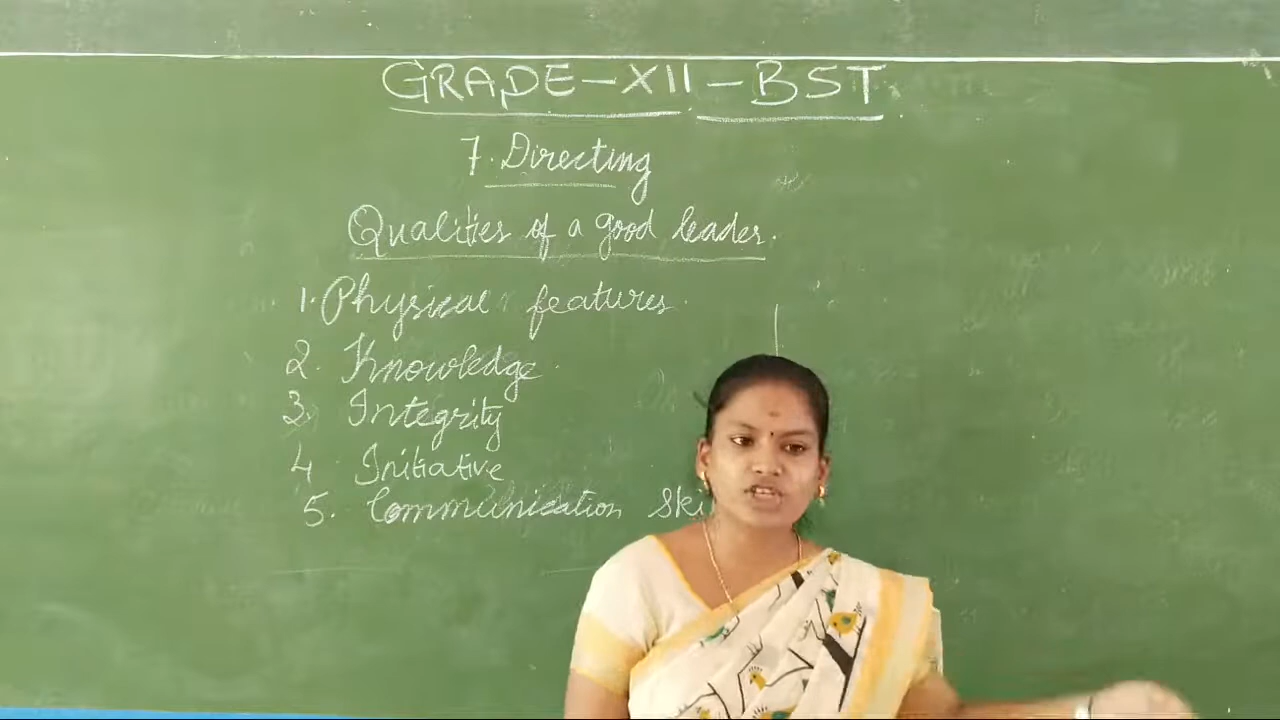 GRADE-XII-BST
7. Directing
Qualities of a good leader.
1. Physical features.
2. Knowledge.
3. Integrity
4 Initiative
5. Communication Ski